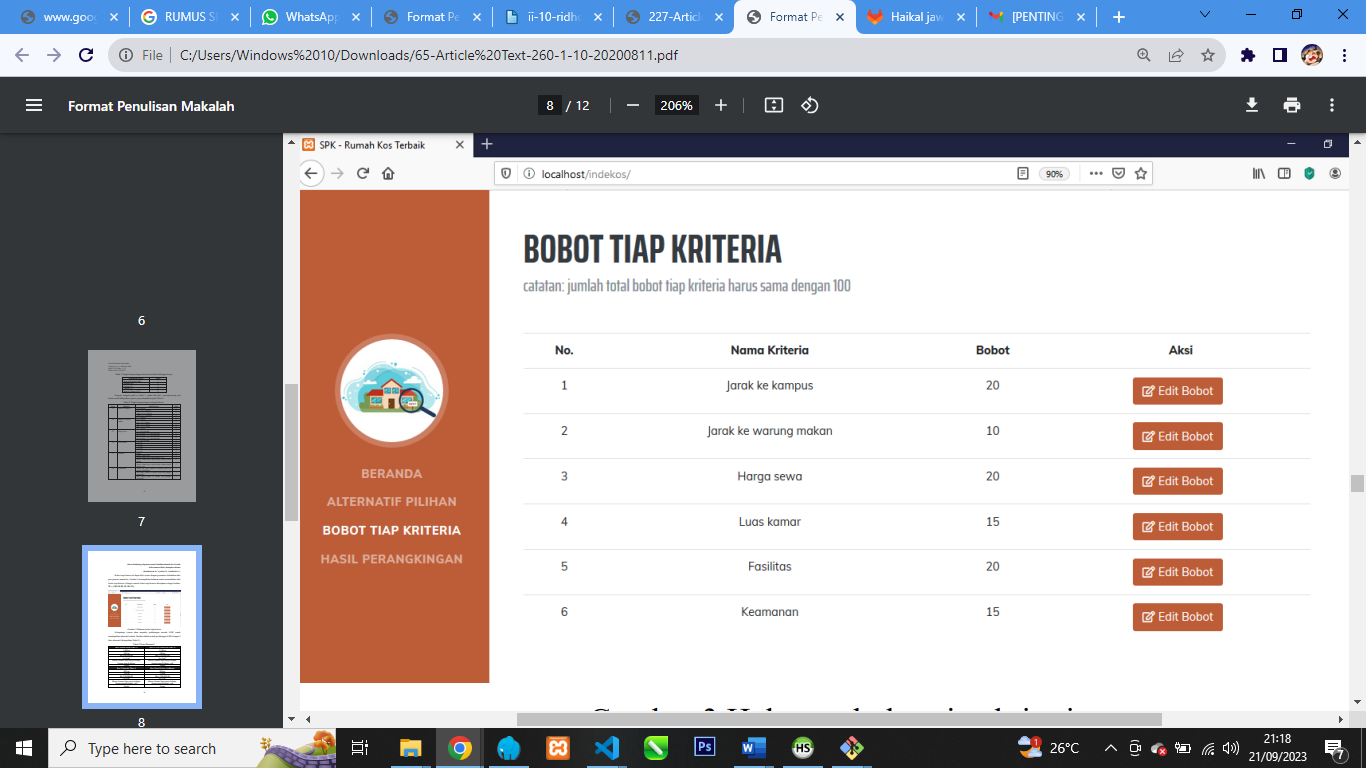 www.goo
RUMUS S
WhatsApp
Format Pe
ii-10-ridh
227-Artic
Format Pe
Haikal jaw
[PENTING
File
C:/Users/Windows%2010/Downloads/65-Article%20Text-260-1-10-20200811.pdf
Format Penulisan Makalah
8 / 12
206%
6
7
8
SPK - Rumah Kos Terbaik
localhost/indekos/
90%
BERANDA
ALTERNATIF PILIHAN
BOBOT TIAP KRITERIA
HASIL PERANGKINGAN
BOBOT TIAP KRITERIA
catatan: jumlah total bobot tiap kriteria harus sama dengan 100
No. Nama Kriteria Bobot Aksi
1 Jarak ke kampus 20 Edit Bobot
2 Jarak ke warung makan 10 Edit Bobot
3 Harga sewa 20 Edit Bobot
4 Luas kamar 15 Edit Bobot
5 Fasilitas 20 Edit Bobot
6 Keamanan 15 Edit Bobot
Type here to search
Ps
W
HS
1
26°C
21:18
21/09/2023
7